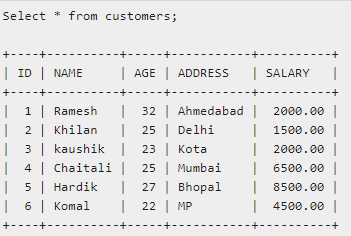 Select * from customers;
+----+----------+-----+-----------+----------+
| ID | NAME     | AGE | ADDRESS   | SALARY   |
+----+----------+-----+-----------+----------+
|  1 | Ramesh   |  32 | Ahmedabad |  2000.00 |
|  2 | Khilan   |  25 | Delhi     |  1500.00 |
|  3 | kaushik  |  23 | Kota      |  2000.00 |
|  4 | Chaitali |  25 | Mumbai    |  6500.00 |
|  5 | Hardik   |  27 | Bhopal    |  8500.00 |
|  6 | Komal    |  22 | MP        |  4500.00 |
+----+----------+-----+-----------+----------+